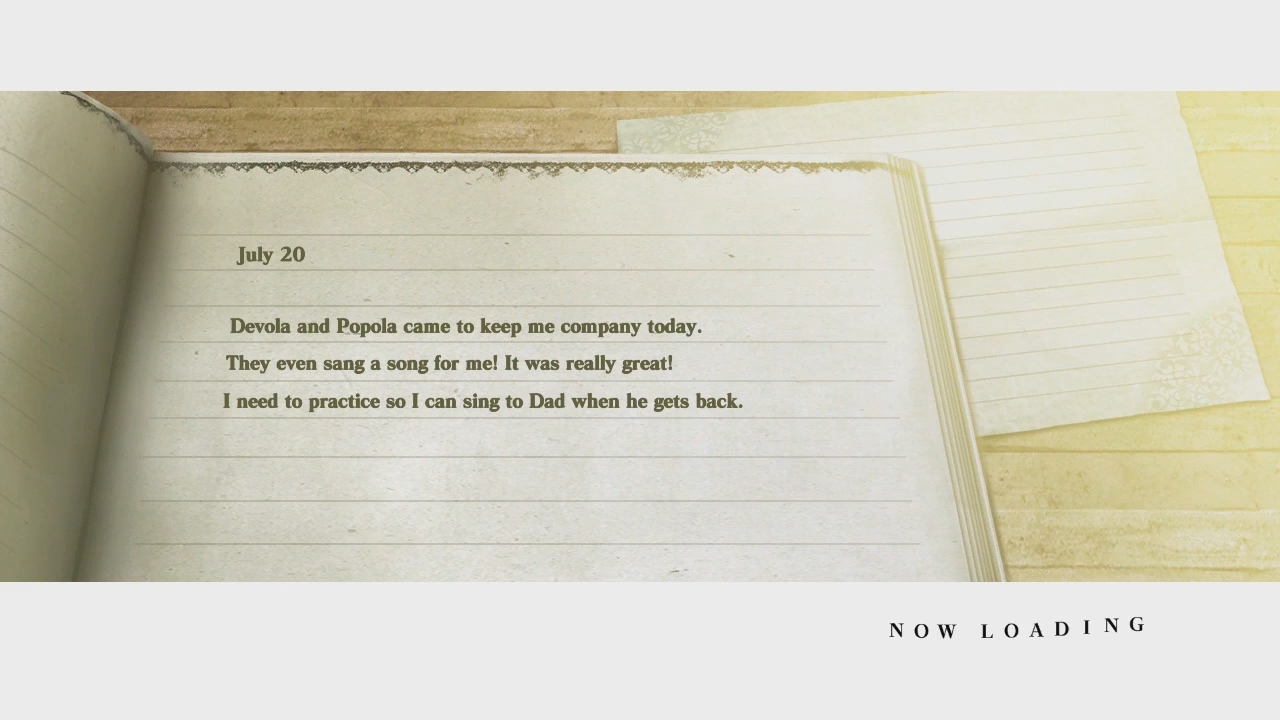 July 20
Devola and Popola came to keep me company today.
They even sang a song for me! It was really great!
I need to practice so I can sing to Dad when he gets back.
NOW LOADING